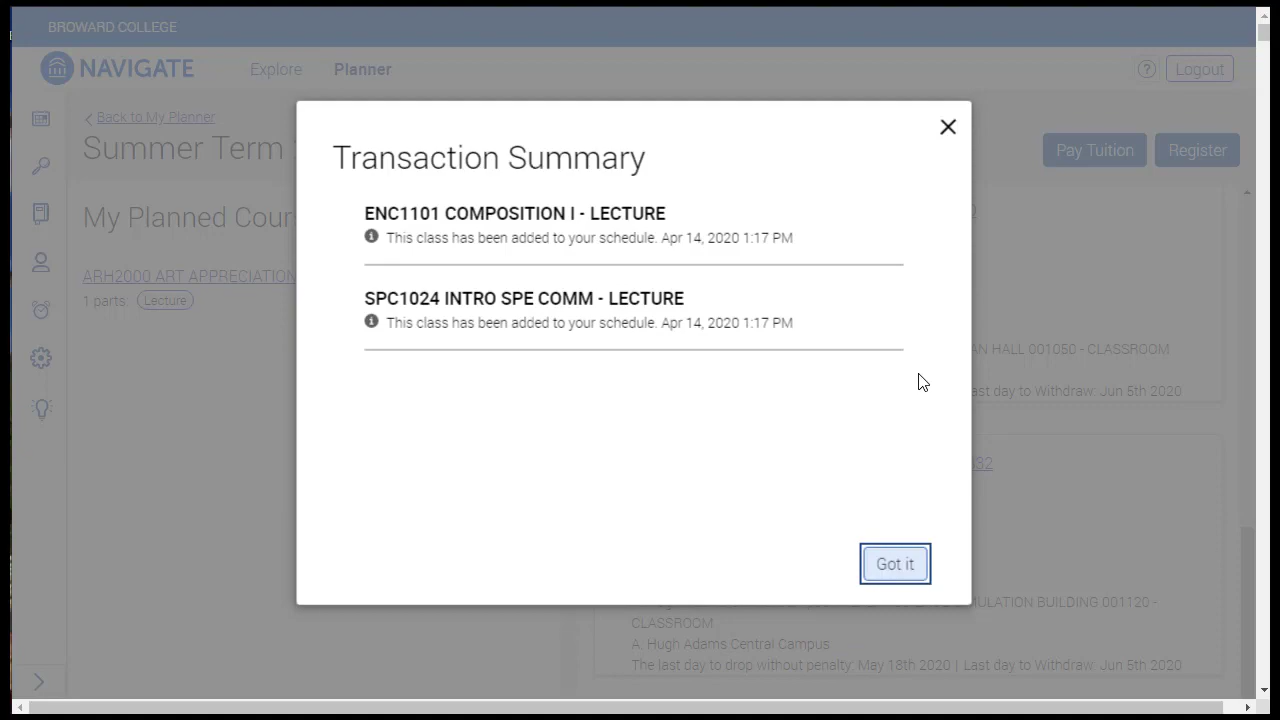 BROWARD COLLEGE
NAVIGATE
Explore
Planner
?
Logout
Back to My Planner
Summer Term
Pay Tuition
Register
My Planned Cour
ARH2000 ART APPRECIATION
1 parts: Lecture
Transaction Summary
ENC1101 COMPOSITION I - LECTURE
This class has been added to your schedule. Apr 14, 2020 1:17 PM
SPC1024 INTRO SPE COMM - LECTURE
This class has been added to your schedule. Apr 14, 2020 1:17 PM
Got it
AN HALL 001050 - CLASSROOM
ast day to Withdraw: Jun 5th 2020
32
ULATION BUILDING 001120 -
CLASSROOM
A. Hugh Adams Central Campus
The last day to drop without penalty: May 18th 2020 | Last day to Withdraw: Jun 5th 2020